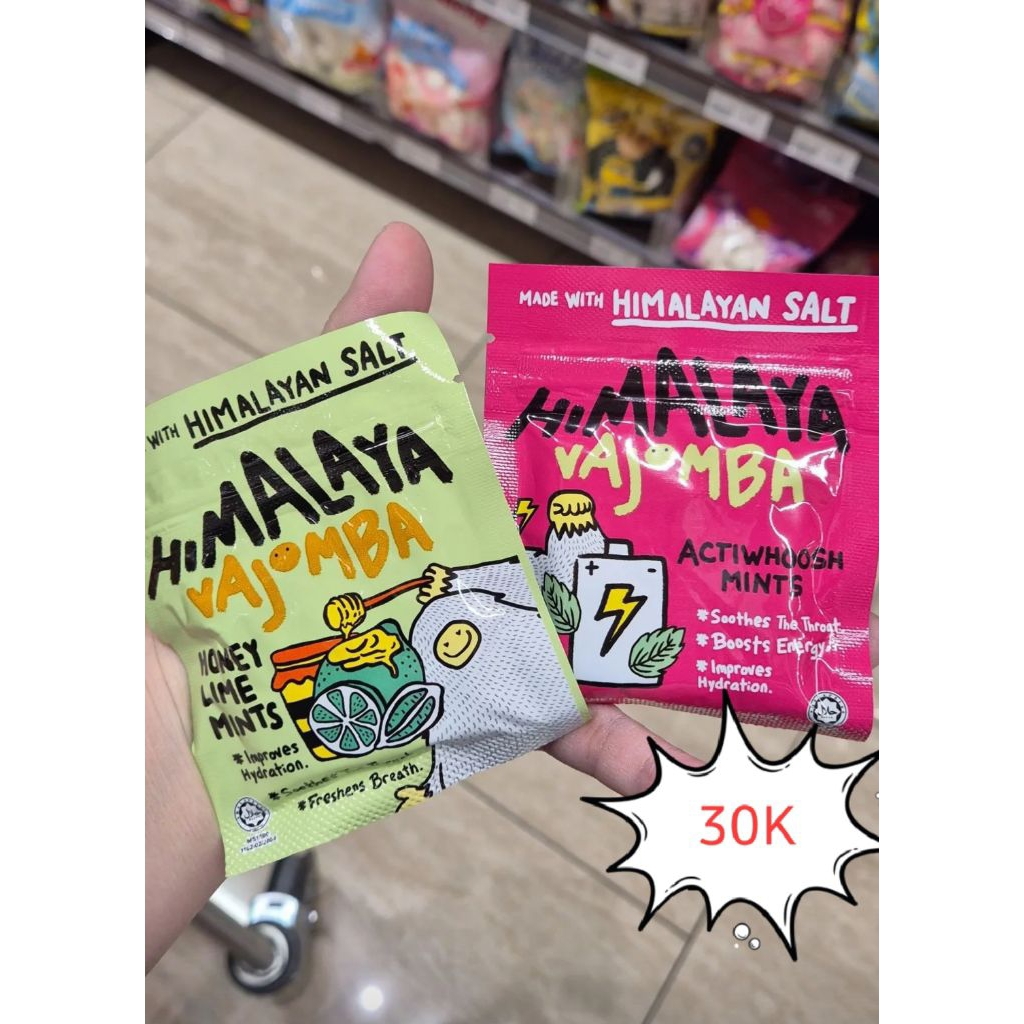 WITH HIMALAYAN SALT
HiMALAYA
VAJOMBA
HONEY
LIME
MINTS
*Improves
Hydration.
*Freshens Breath.
MADE WITH HIMALAYAN SALT
HiMALAYA
VAJOMBA
ACTIWHOOSH
MINTS
*Soothes The Throat.
*Boosts Energy.
*Improves
Hydration.
+ -
30K